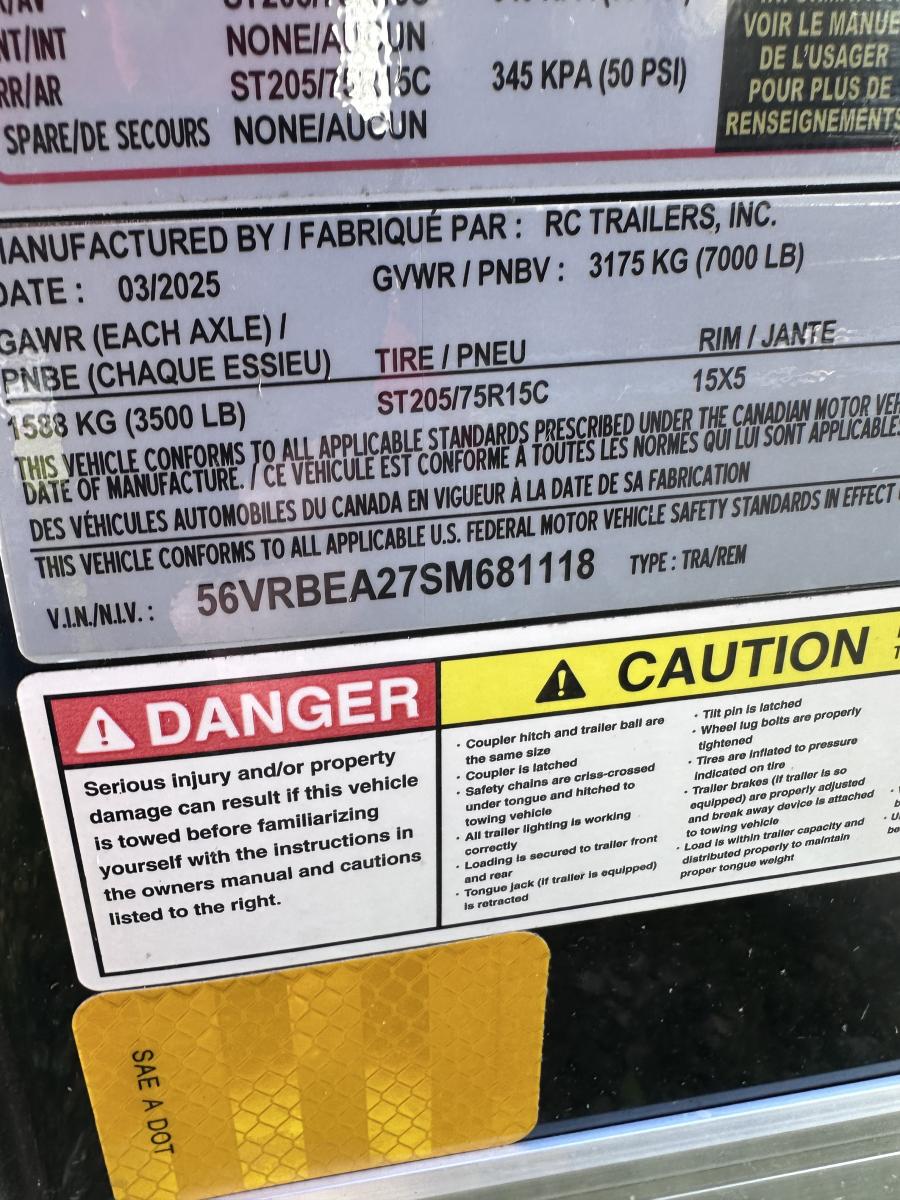 NT/INT NONE/AUCUN
RR/AR ST205/75R15C 345 KPA (50 PSI)
SPARE/DE SECOURS NONE/AUCUN
VOIR LE MANUE
DE L'USAGER
POUR PLUS DE
RENSEIGNEMENTS
MANUFACTURED BY / FABRIQUÉ PAR : RC TRAILERS, INC.
DATE : 03/2025 GVWR / PNBV : 3175 KG (7000 LB)
GAWR (EACH AXLE) /
PNBE (CHAQUE ESSIEU) TIRE / PNEU RIM / JANTE
1588 KG (3500 LB) ST205/75R15C 15X5
THIS VEHICLE CONFORMS TO ALL APPLICABLE STANDARDS PRESCRIBED UNDER THE CANADIAN MOTOR VEH
DATE OF MANUFACTURE. / CE VÉHICULE EST CONFORME À TOUTES LES NORMES QUI LUI SONT APPLICABLES
DES VÉHICULES AUTOMOBILES DU CANADA EN VIGUEUR À LA DATE DE SA FABRICATION
THIS VEHICLE CONFORMS TO ALL APPLICABLE U.S. FEDERAL MOTOR VEHICLE SAFETY STANDARDS IN EFFECT
V.I.N./N.I.V. : 56VRBEA27SM681118 TYPE : TRA/REM
DANGER
Serious injury and/or property
damage can result if this vehicle
is towed before familiarizing
yourself with the instructions in
the owners manual and cautions
listed to the right.
CAUTION
· Coupler hitch and trailer ball are
the same size
· Coupler is latched
· Safety chains are criss-crossed
under tongue and hitched to
towing vehicle
· All trailer lighting is working
correctly
· Loading is secured to trailer front
and rear
· Tongue jack (if trailer is equipped)
is retracted
· Tilt pin is latched
· Wheel lug bolts are properly
tightened
· Tires are inflated to pressure
indicated on tire
· Trailer brakes (if trailer is so
equipped) are properly adjusted
and break away device is attached
to towing vehicle
· Load is within trailer capacity and
distributed properly to maintain
proper tongue weight
SAE A DOT